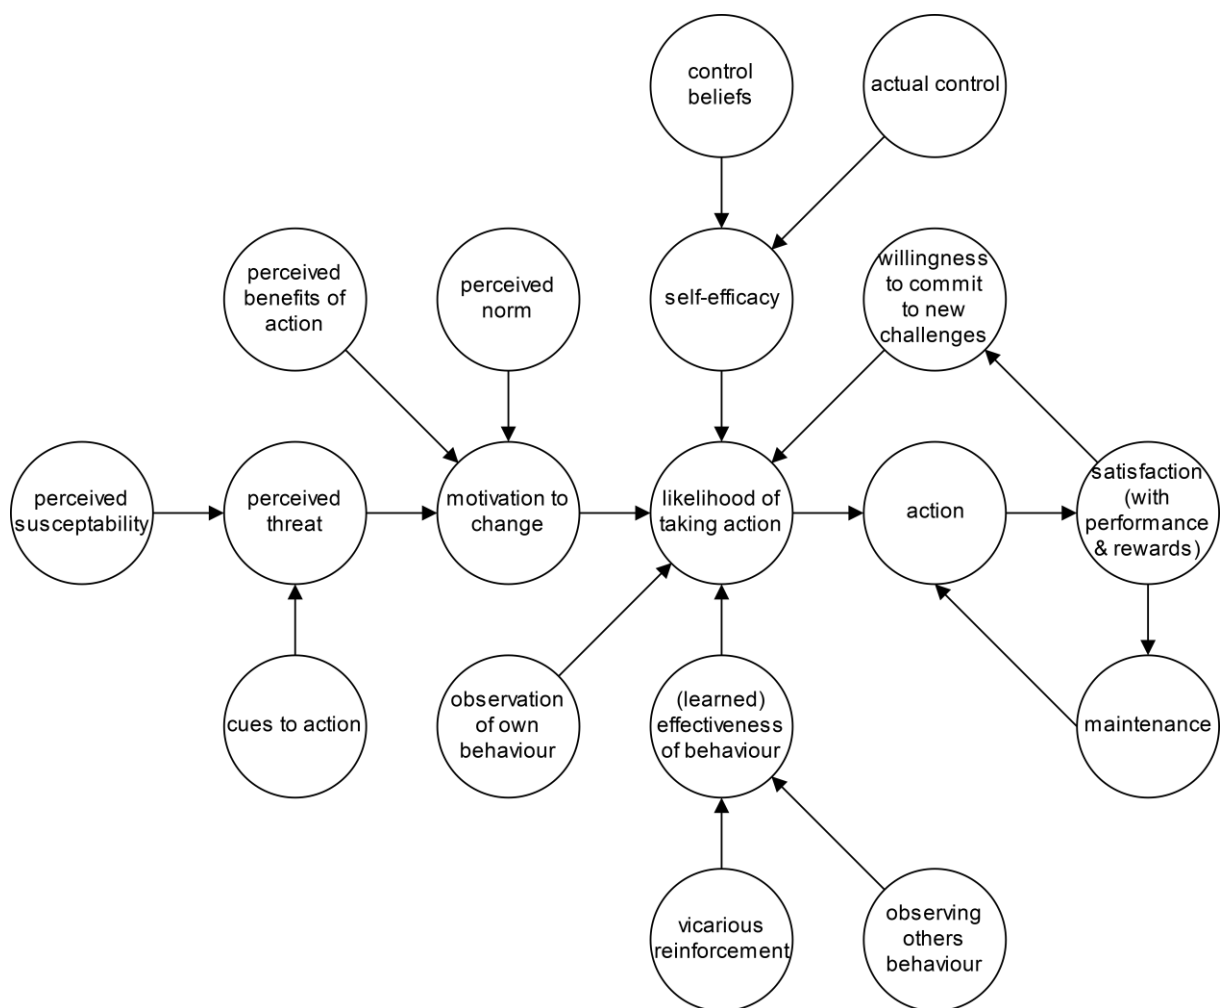 control
beliefs
actual control
perceived
benefits of
action
perceived
norm
self-efficacy
willingness
to commit
to new
challenges
perceived
susceptability
perceived
threat
motivation to
change
likelihood of
taking action
action
satisfaction
(with
performance
& rewards)
cues to action
observation
of own
behaviour
(learned)
effectiveness
of behaviour
maintenance
vicarious
reinforcement
observing
others
behaviour